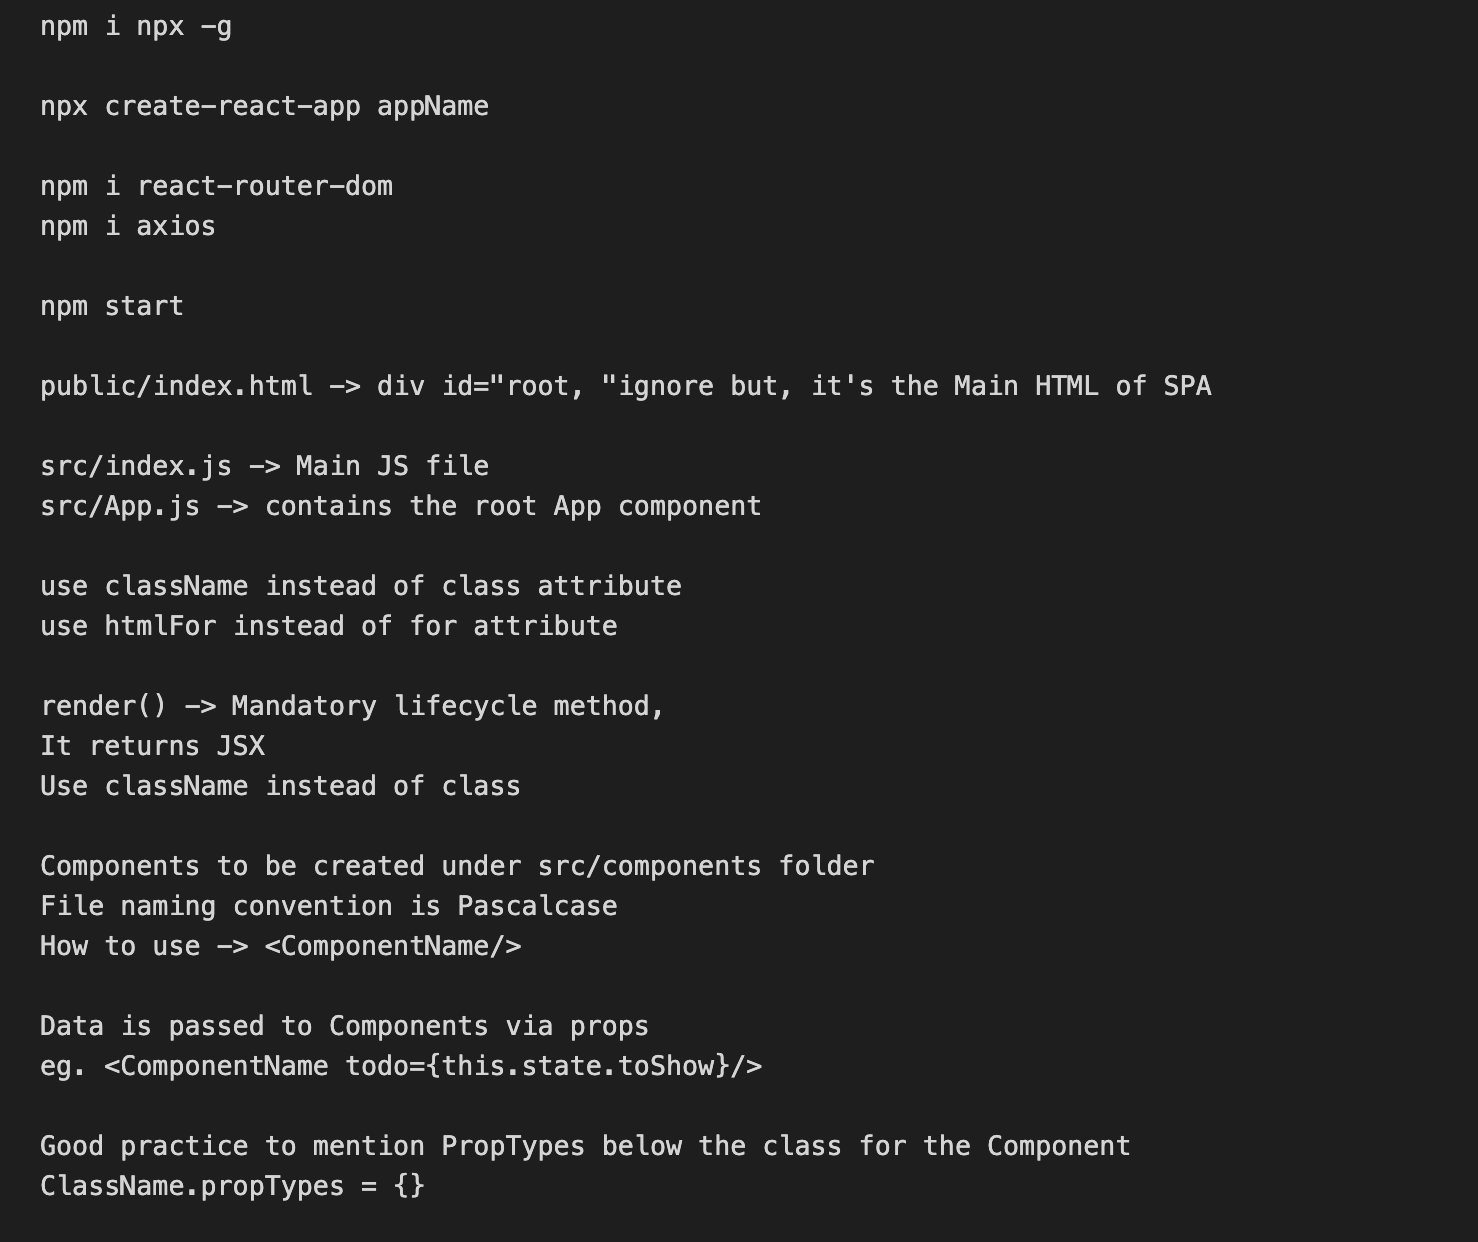 npm i npx -g
npx create-react-app appName
npm i react-router-dom
npm i axios
npm start
public/index.html -> div id="root, "ignore but, it's the Main HTML of SPA
src/index.js -> Main JS file
src/App.js -> contains the root App component
use className instead of class attribute
use htmlFor instead of for attribute
render() -> Mandatory lifecycle method,
It returns JSX
Use className instead of class
Components to be created under src/components folder
File naming convention is Pascalcase
How to use -> <ComponentName/>
Data is passed to Components via props
eg. <ComponentName todo={this.state.toShow}/>
Good practice to mention PropTypes below the class for the Component
ClassName.propTypes = {}